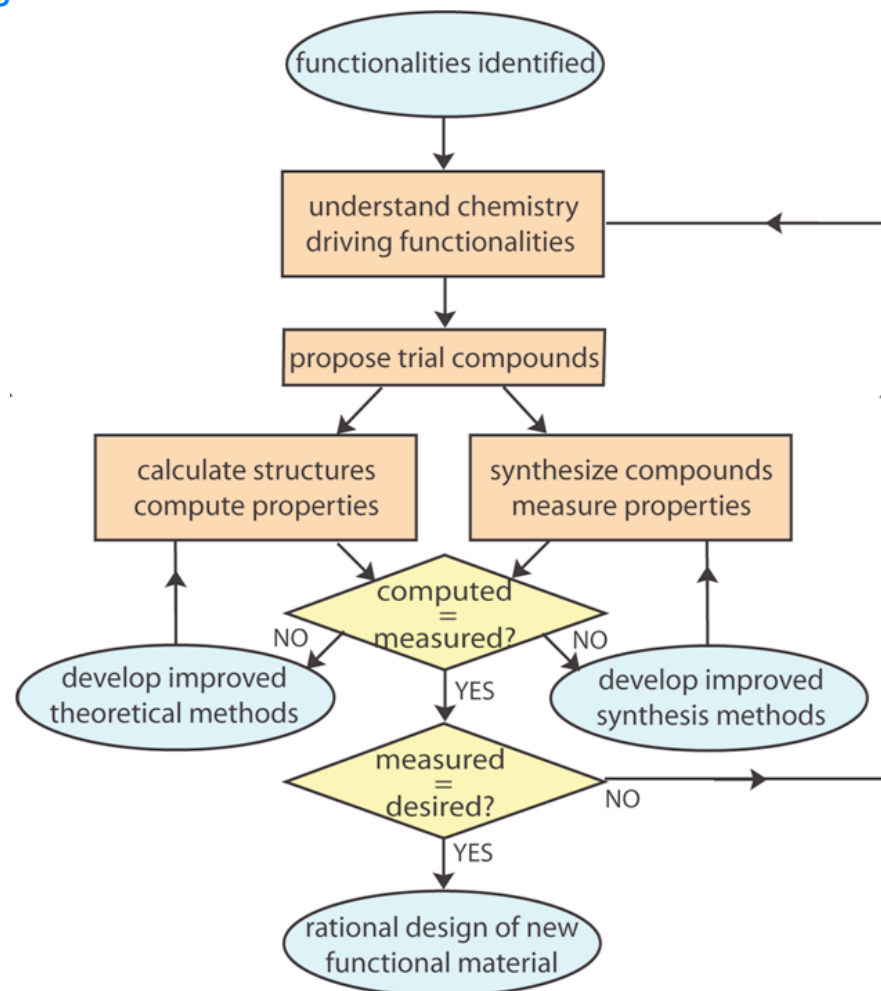 functionalities identified
understand chemistry
driving functionalities
propose trial compounds
calculate structures
compute properties
synthesize compounds
measure properties
computed
=
measured?
NO
NO
develop improved
theoretical methods
YES
develop improved
synthesis methods
measured
=
desired?
NO
YES
rational design of new
functional material